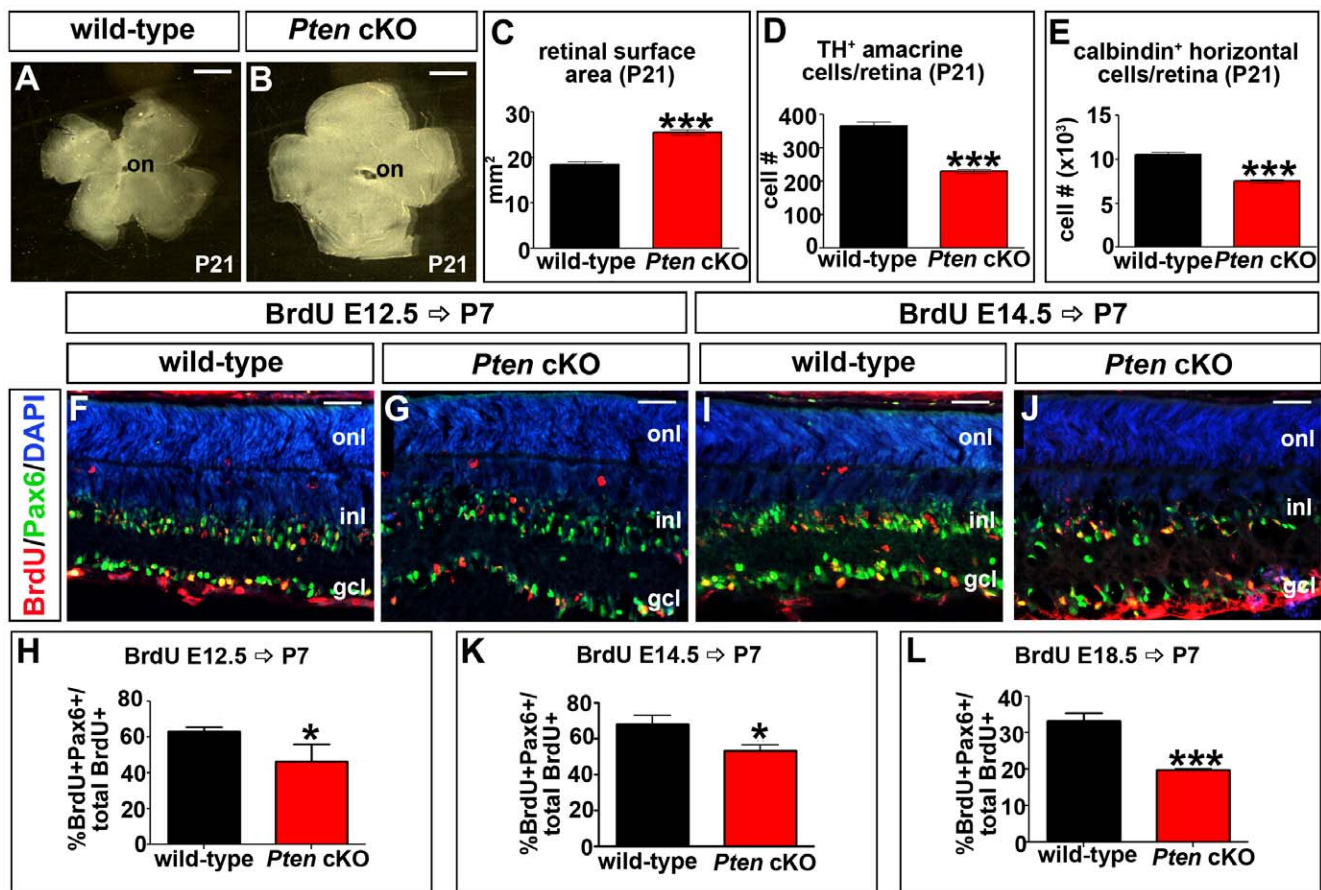 wild-type
Pten cKO
A
on
P21
B
on
P21
C
retinal surface
area (P21)
mm²
30
20
10
0
***
wild-type Pten cKO
D
TH⁺ amacrine
cells/retina (P21)
cell #
400
300
200
100
0
***
wild-type Pten cKO
E
calbindin⁺ horizontal
cells/retina (P21)
cell # (x10³)
15
10
5
0
***
wild-type Pten cKO
BrdU E12.5 ⇨ P7
BrdU E14.5 ⇨ P7
wild-type
Pten cKO
wild-type
Pten cKO
BrdU/Pax6/DAPI
F
G
onl
inl
gcl
I
onl
inl
gcl
J
onl
inl
gcl
onl
inl
gcl
H
BrdU E12.5 ⇨ P7
%BrdU+Pax6+/
total BrdU+
80
60
40
20
0
*
wild-type Pten cKO
K
BrdU E14.5 ⇨ P7
%BrdU+Pax6+/
total BrdU+
80
60
40
20
0
*
wild-type Pten cKO
L
BrdU E18.5 ⇨ P7
%BrdU+Pax6+/
total BrdU+
40
30
20
10
0
***
wild-type Pten cKO